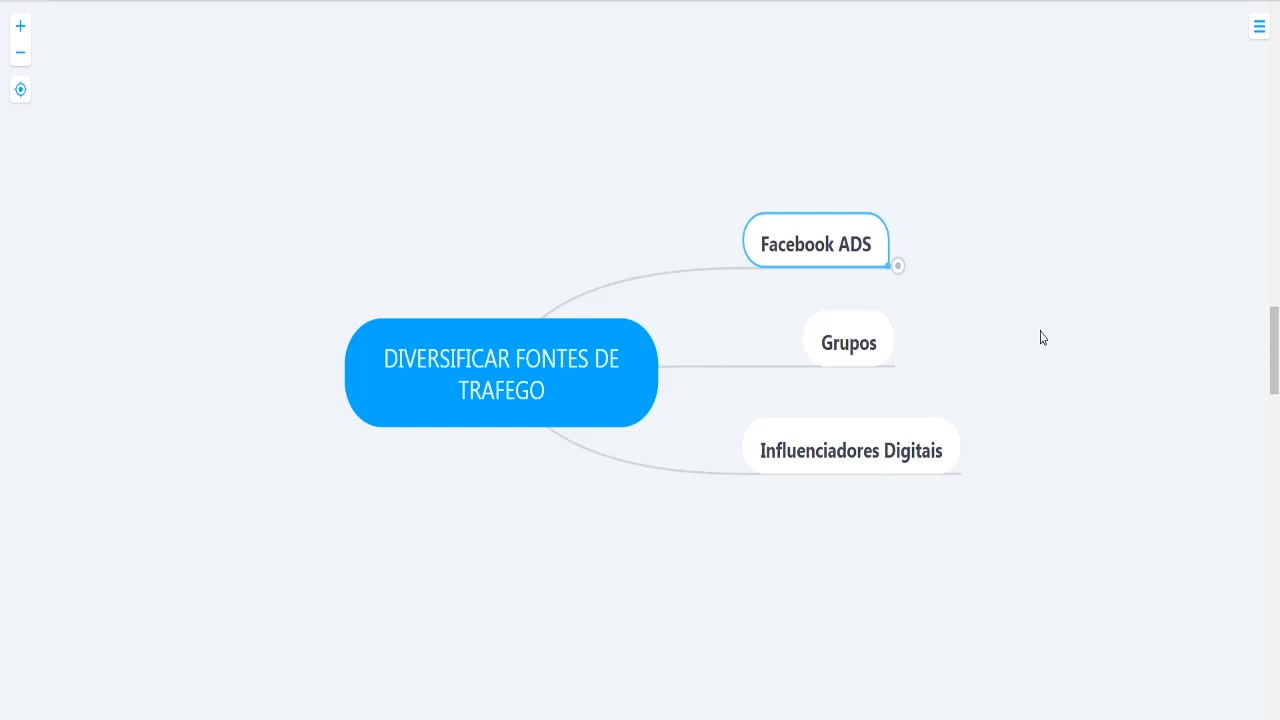 Facebook ADS
DIVERSIFICAR FONTES DE
TRAFEGO
Grupos
Influenciadores Digitais